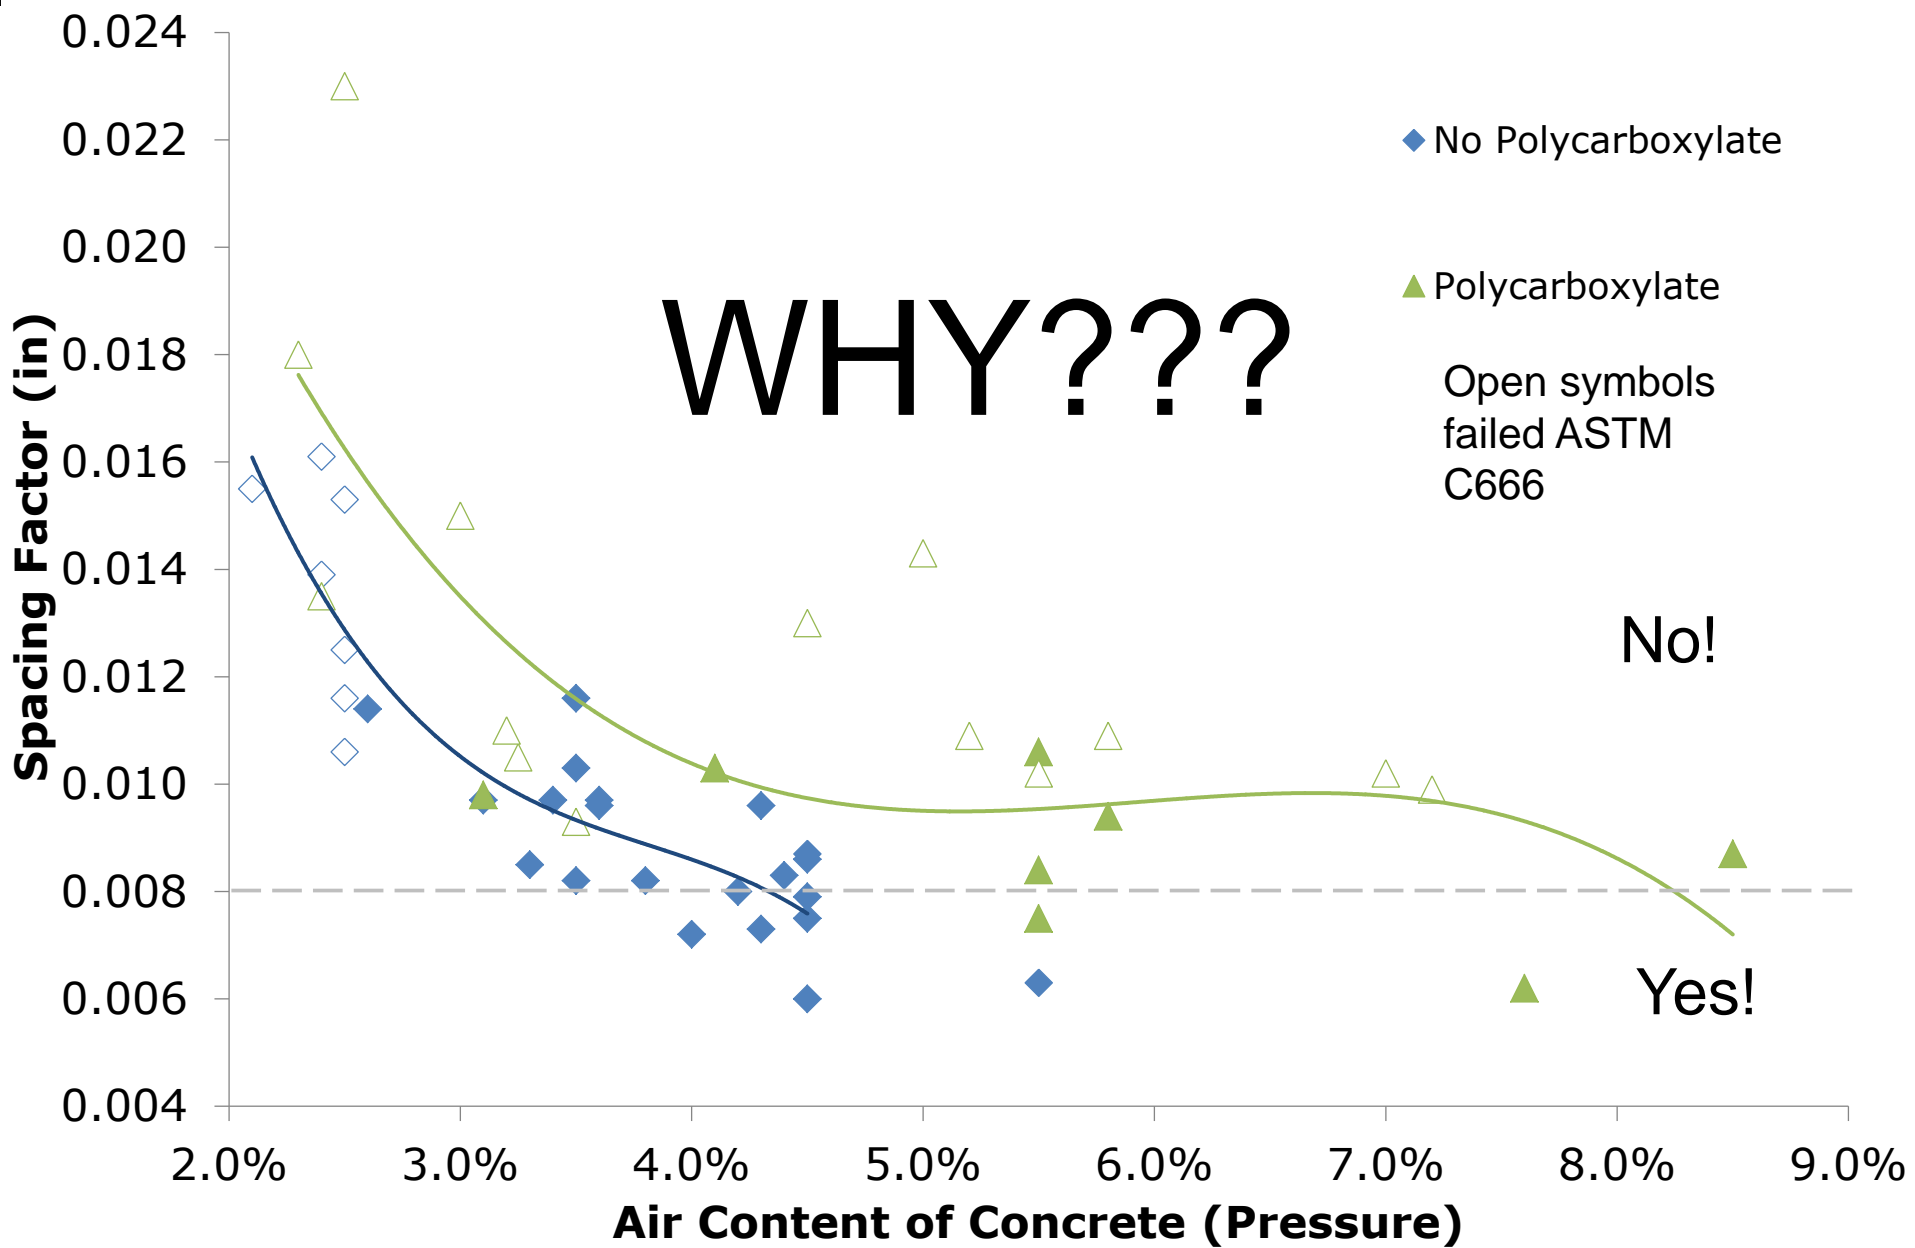 0.024
0.022
0.020
0.018
0.016
0.014
0.012
0.010
0.008
0.006
0.004
Spacing Factor (in)
2.0% 3.0% 4.0% 5.0% 6.0% 7.0% 8.0% 9.0%
Air Content of Concrete (Pressure)
WHY???
No Polycarboxylate
Polycarboxylate
Open symbols
failed ASTM
C666
No!
Yes!